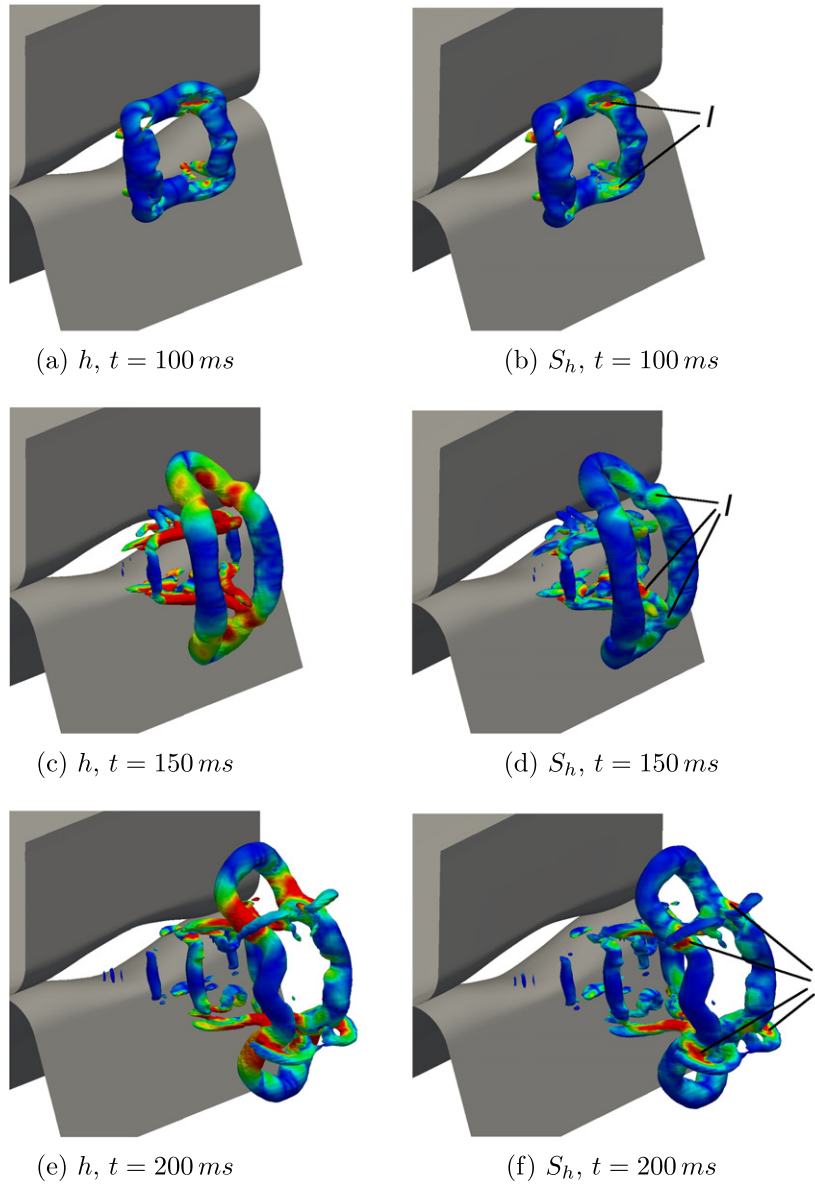 l
(a) h, t = 100 ms
(b) S_h, t = 100 ms
l
(c) h, t = 150 ms
(d) S_h, t = 150 ms
(e) h, t = 200 ms
(f) S_h, t = 200 ms